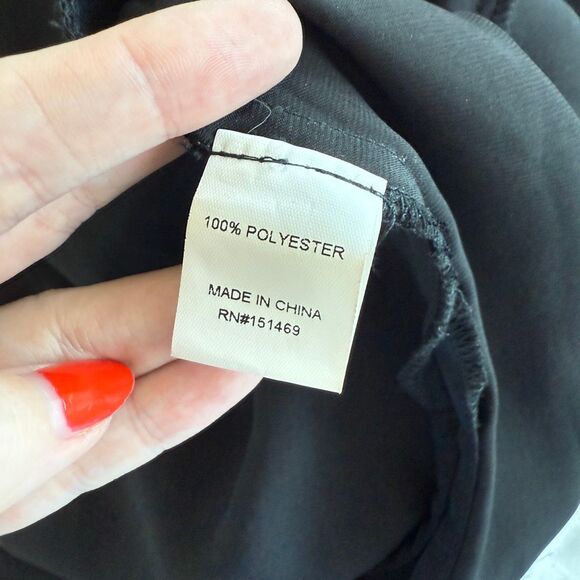 100% POLYESTER
MADE IN CHINA
RN#151469